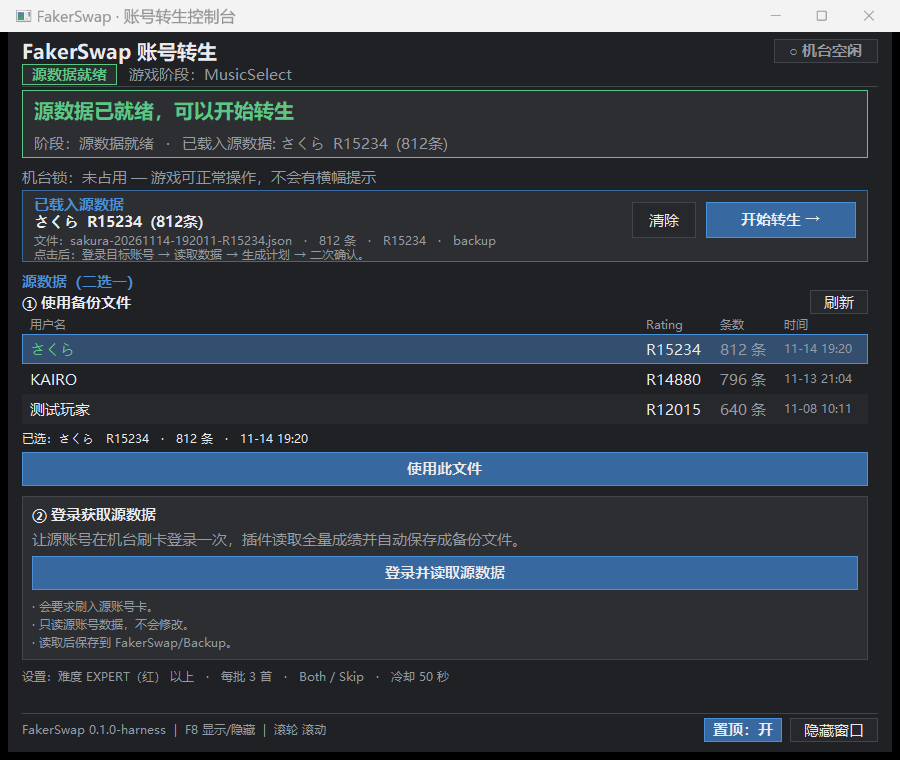 FakerSwap · 账号转生控制台
FakerSwap 账号转生
○ 机台空闲
源数据就绪 游戏阶段：MusicSelect
源数据已就绪，可以开始转生
阶段：源数据就绪 · 已载入源数据: さくら R15234 (812条)
机台锁：未占用 — 游戏可正常操作，不会有横幅提示
已载入源数据
さくら R15234 (812条)
文件：sakura-20261114-192011-R15234.json · 812 条 · R15234 · backup
点击后：登录目标账号 → 读取数据 → 生成计划 → 二次确认。
清除
开始转生 →
源数据（二选一）
① 使用备份文件
刷新
用户名 Rating 条数 时间
さくら R15234 812 条 11-14 19:20
KAIRO R14880 796 条 11-13 21:04
测试玩家 R12015 640 条 11-08 10:11
已选：さくら R15234 · 812 条 · 11-14 19:20
使用此文件
② 登录获取源数据
让源账号在机台刷卡登录一次，插件读取全量成绩并自动保存成备份文件。
登录并读取源数据
· 会要求刷入源账号卡。
· 只读源账号数据，不会修改。
· 读取后保存到 FakerSwap/Backup。
设置：难度 EXPERT（红） 以上 · 每批 3 首 · Both / Skip · 冷却 50 秒
FakerSwap 0.1.0-harness | F8 显示/隐藏 | 滚轮 滚动
置顶：开
隐藏窗口